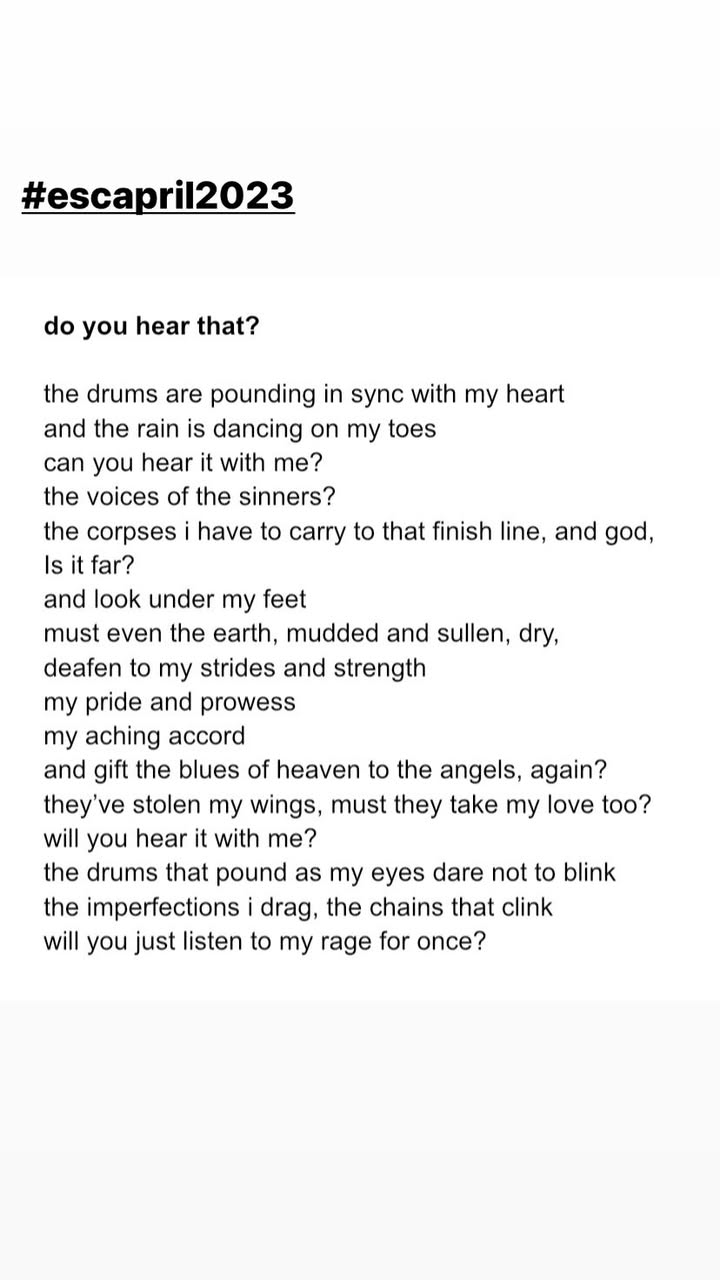 #escapril2023
do you hear that?
the drums are pounding in sync with my heart
and the rain is dancing on my toes
can you hear it with me?
the voices of the sinners?
the corpses i have to carry to that finish line, and god,
Is it far?
and look under my feet
must even the earth, mudded and sullen, dry,
deafen to my strides and strength
my pride and prowess
my aching accord
and gift the blues of heaven to the angels, again?
they’ve stolen my wings, must they take my love too?
will you hear it with me?
the drums that pound as my eyes dare not to blink
the imperfections i drag, the chains that clink
will you just listen to my rage for once?